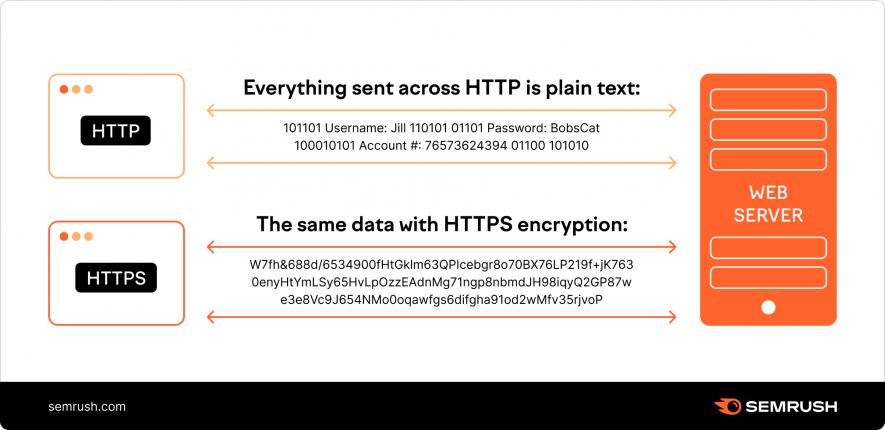 Everything sent across HTTP is plain text:
HTTP
101101 Username: Jill 110101 01101 Password: BobsCat
100010101 Account #: 76573624394 01100 101010
WEB
SERVER
The same data with HTTPS encryption:
HTTPS
W7fh&688d/6534900fHtGklm63QPlcebgr8o70BX76LP219f+jK763
0enyHtYmLSy65HvLpOzzEAdnMg71ngp8nbmdJH98iqyQ2GP87w
e3e8Vc9J654NMo0oqawfgs6difgha91od2wMfv35rjvoP
semrush.com
SEMRUSH